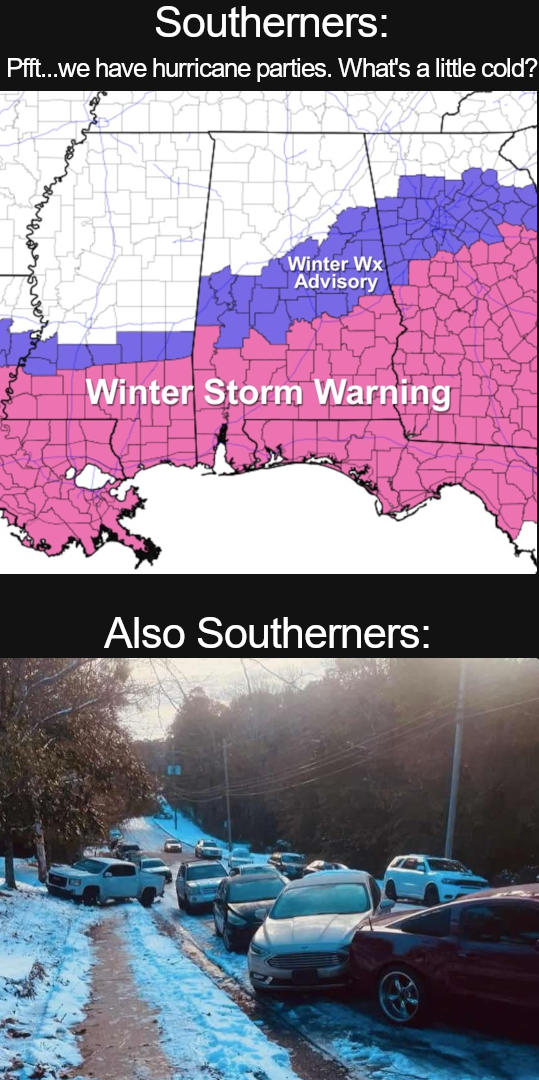 Southerners:
Pfft...we have hurricane parties. What's a little cold?
Winter Wx
Advisory
Winter Storm Warning
Also Southerners: